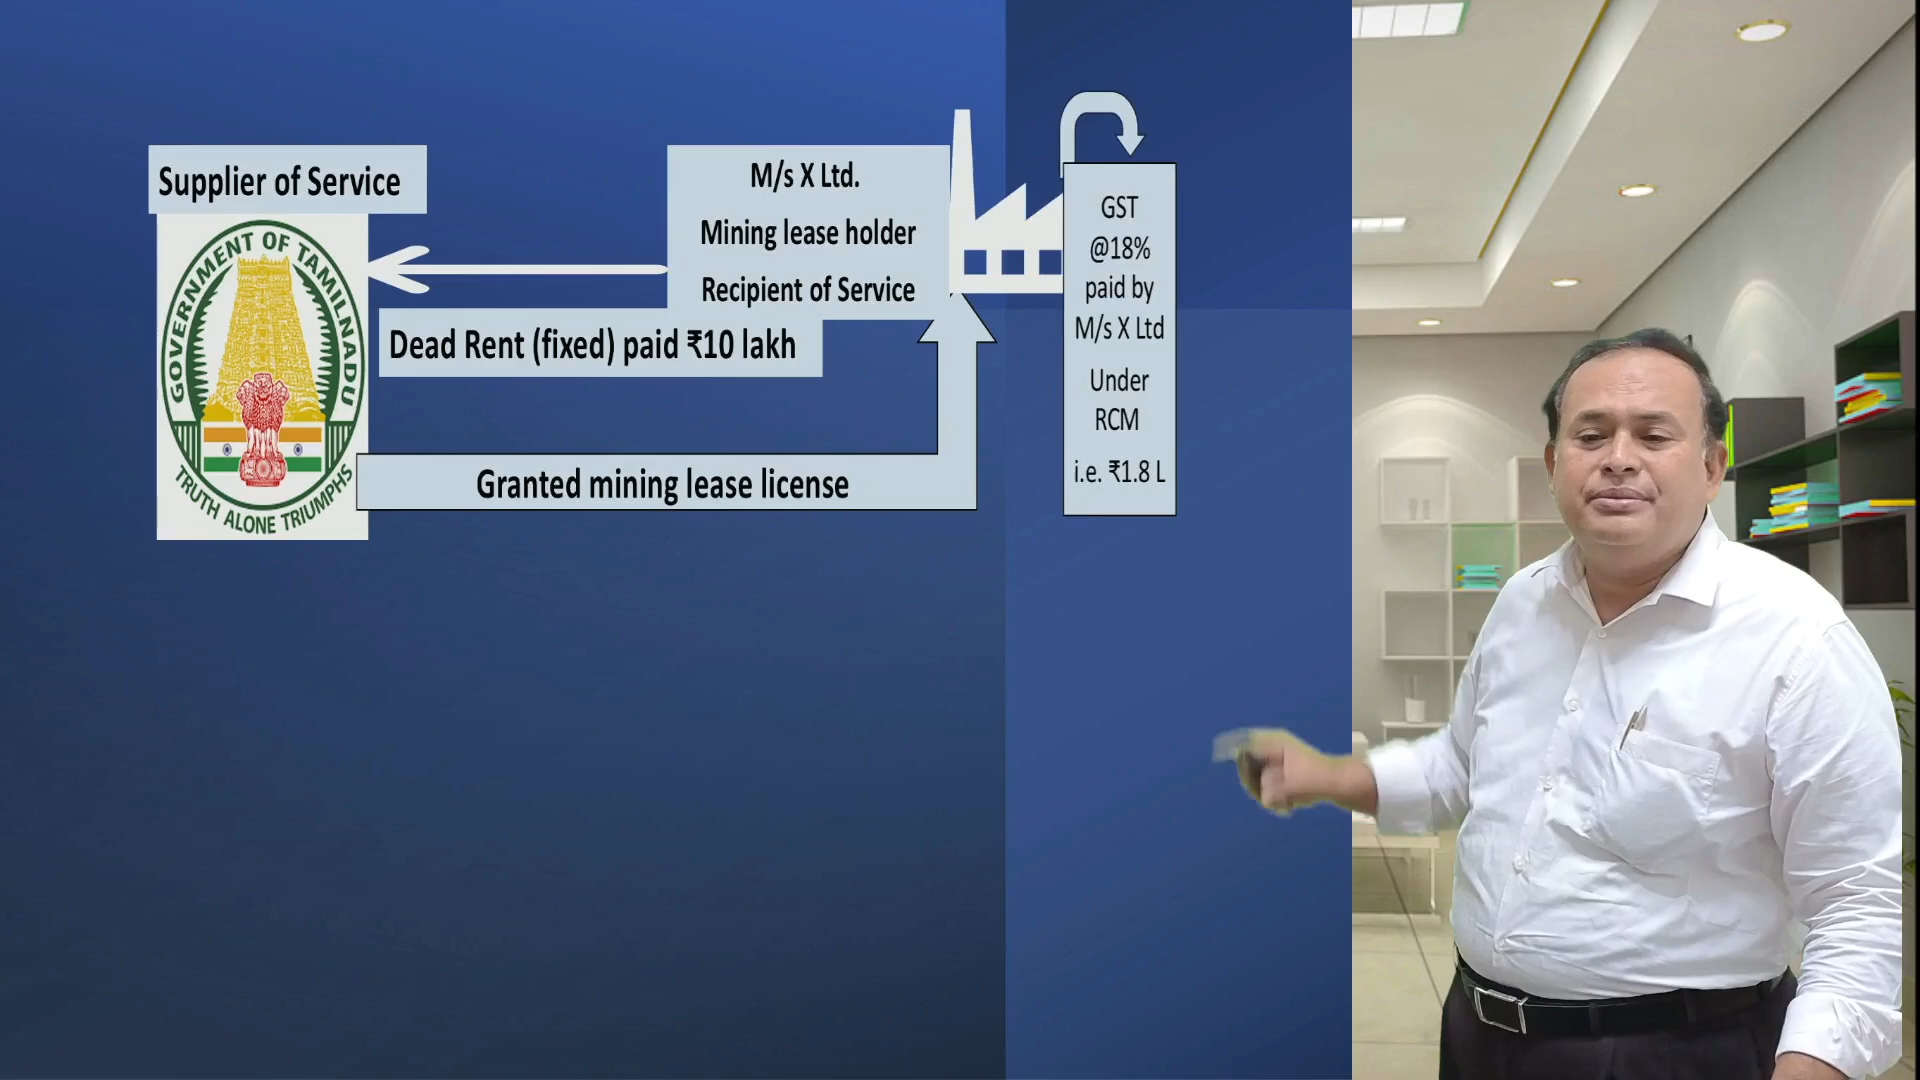 Supplier of Service
GOVERNMENT OF TAMILNADU
TRUTH ALONE TRIUMPHS
M/s X Ltd.
Mining lease holder
Recipient of Service
Dead Rent (fixed) paid ₹10 lakh
Granted mining lease license
GST
@18%
paid by
M/s X Ltd
Under
RCM
i.e. ₹1.8 L